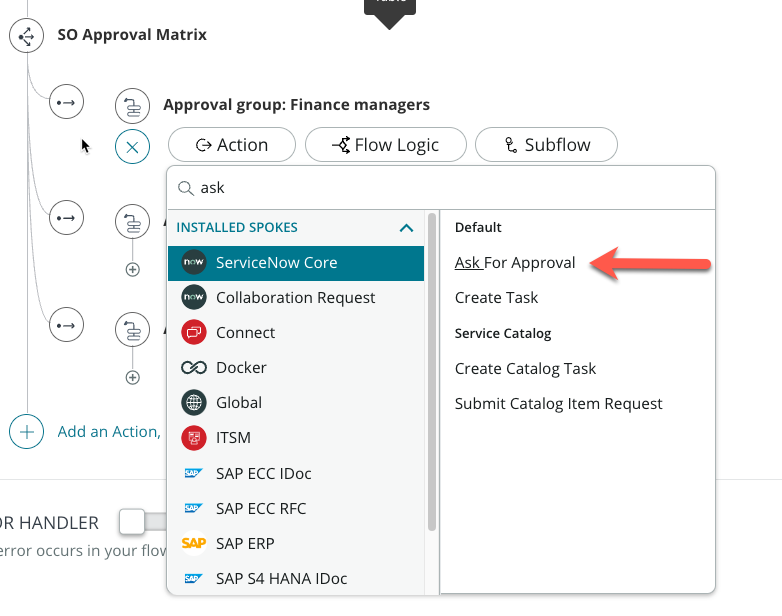 Table
SO Approval Matrix
Approval group: Finance managers
Action
Flow Logic
Subflow
ask
INSTALLED SPOKES
now ServiceNow Core
now Collaboration Request
Connect
Docker
Global
ITSM
SAP SAP ECC IDoc
SAP SAP ECC RFC
SAP SAP ERP
SAP SAP S4 HANA IDoc
Default
Ask For Approval
Create Task
Service Catalog
Create Catalog Task
Submit Catalog Item Request
Add an Action,
OR HANDLER
error occurs in your flow